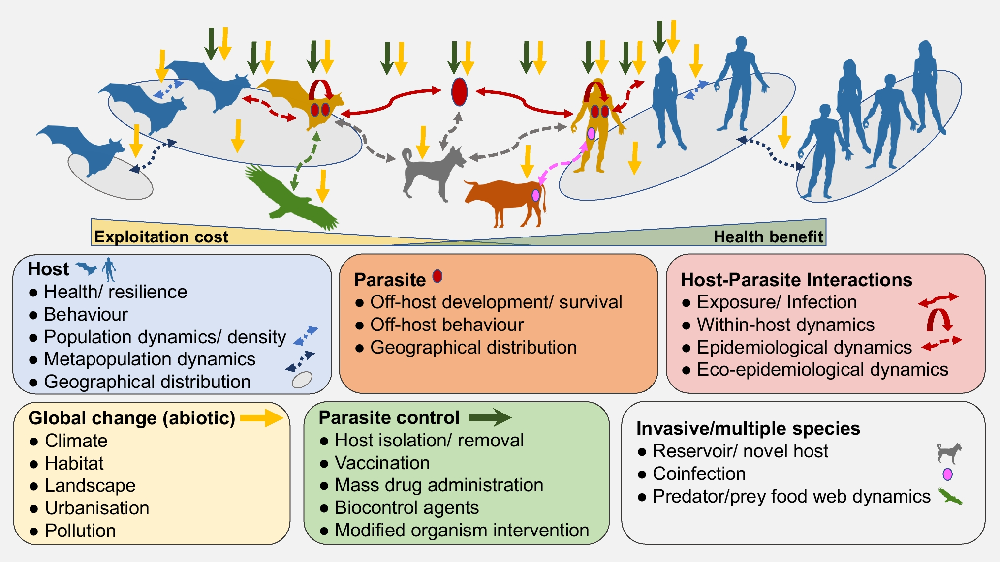 Exploitation cost
Health benefit
Host
● Health/ resilience
● Behaviour
● Population dynamics/ density
● Metapopulation dynamics
● Geographical distribution
Parasite
● Off-host development/ survival
● Off-host behaviour
● Geographical distribution
Host-Parasite Interactions
● Exposure/ Infection
● Within-host dynamics
● Epidemiological dynamics
● Eco-epidemiological dynamics
Global change (abiotic)
● Climate
● Habitat
● Landscape
● Urbanisation
● Pollution
Parasite control
● Host isolation/ removal
● Vaccination
● Mass drug administration
● Biocontrol agents
● Modified organism intervention
Invasive/multiple species
● Reservoir/ novel host
● Coinfection
● Predator/prey food web dynamics